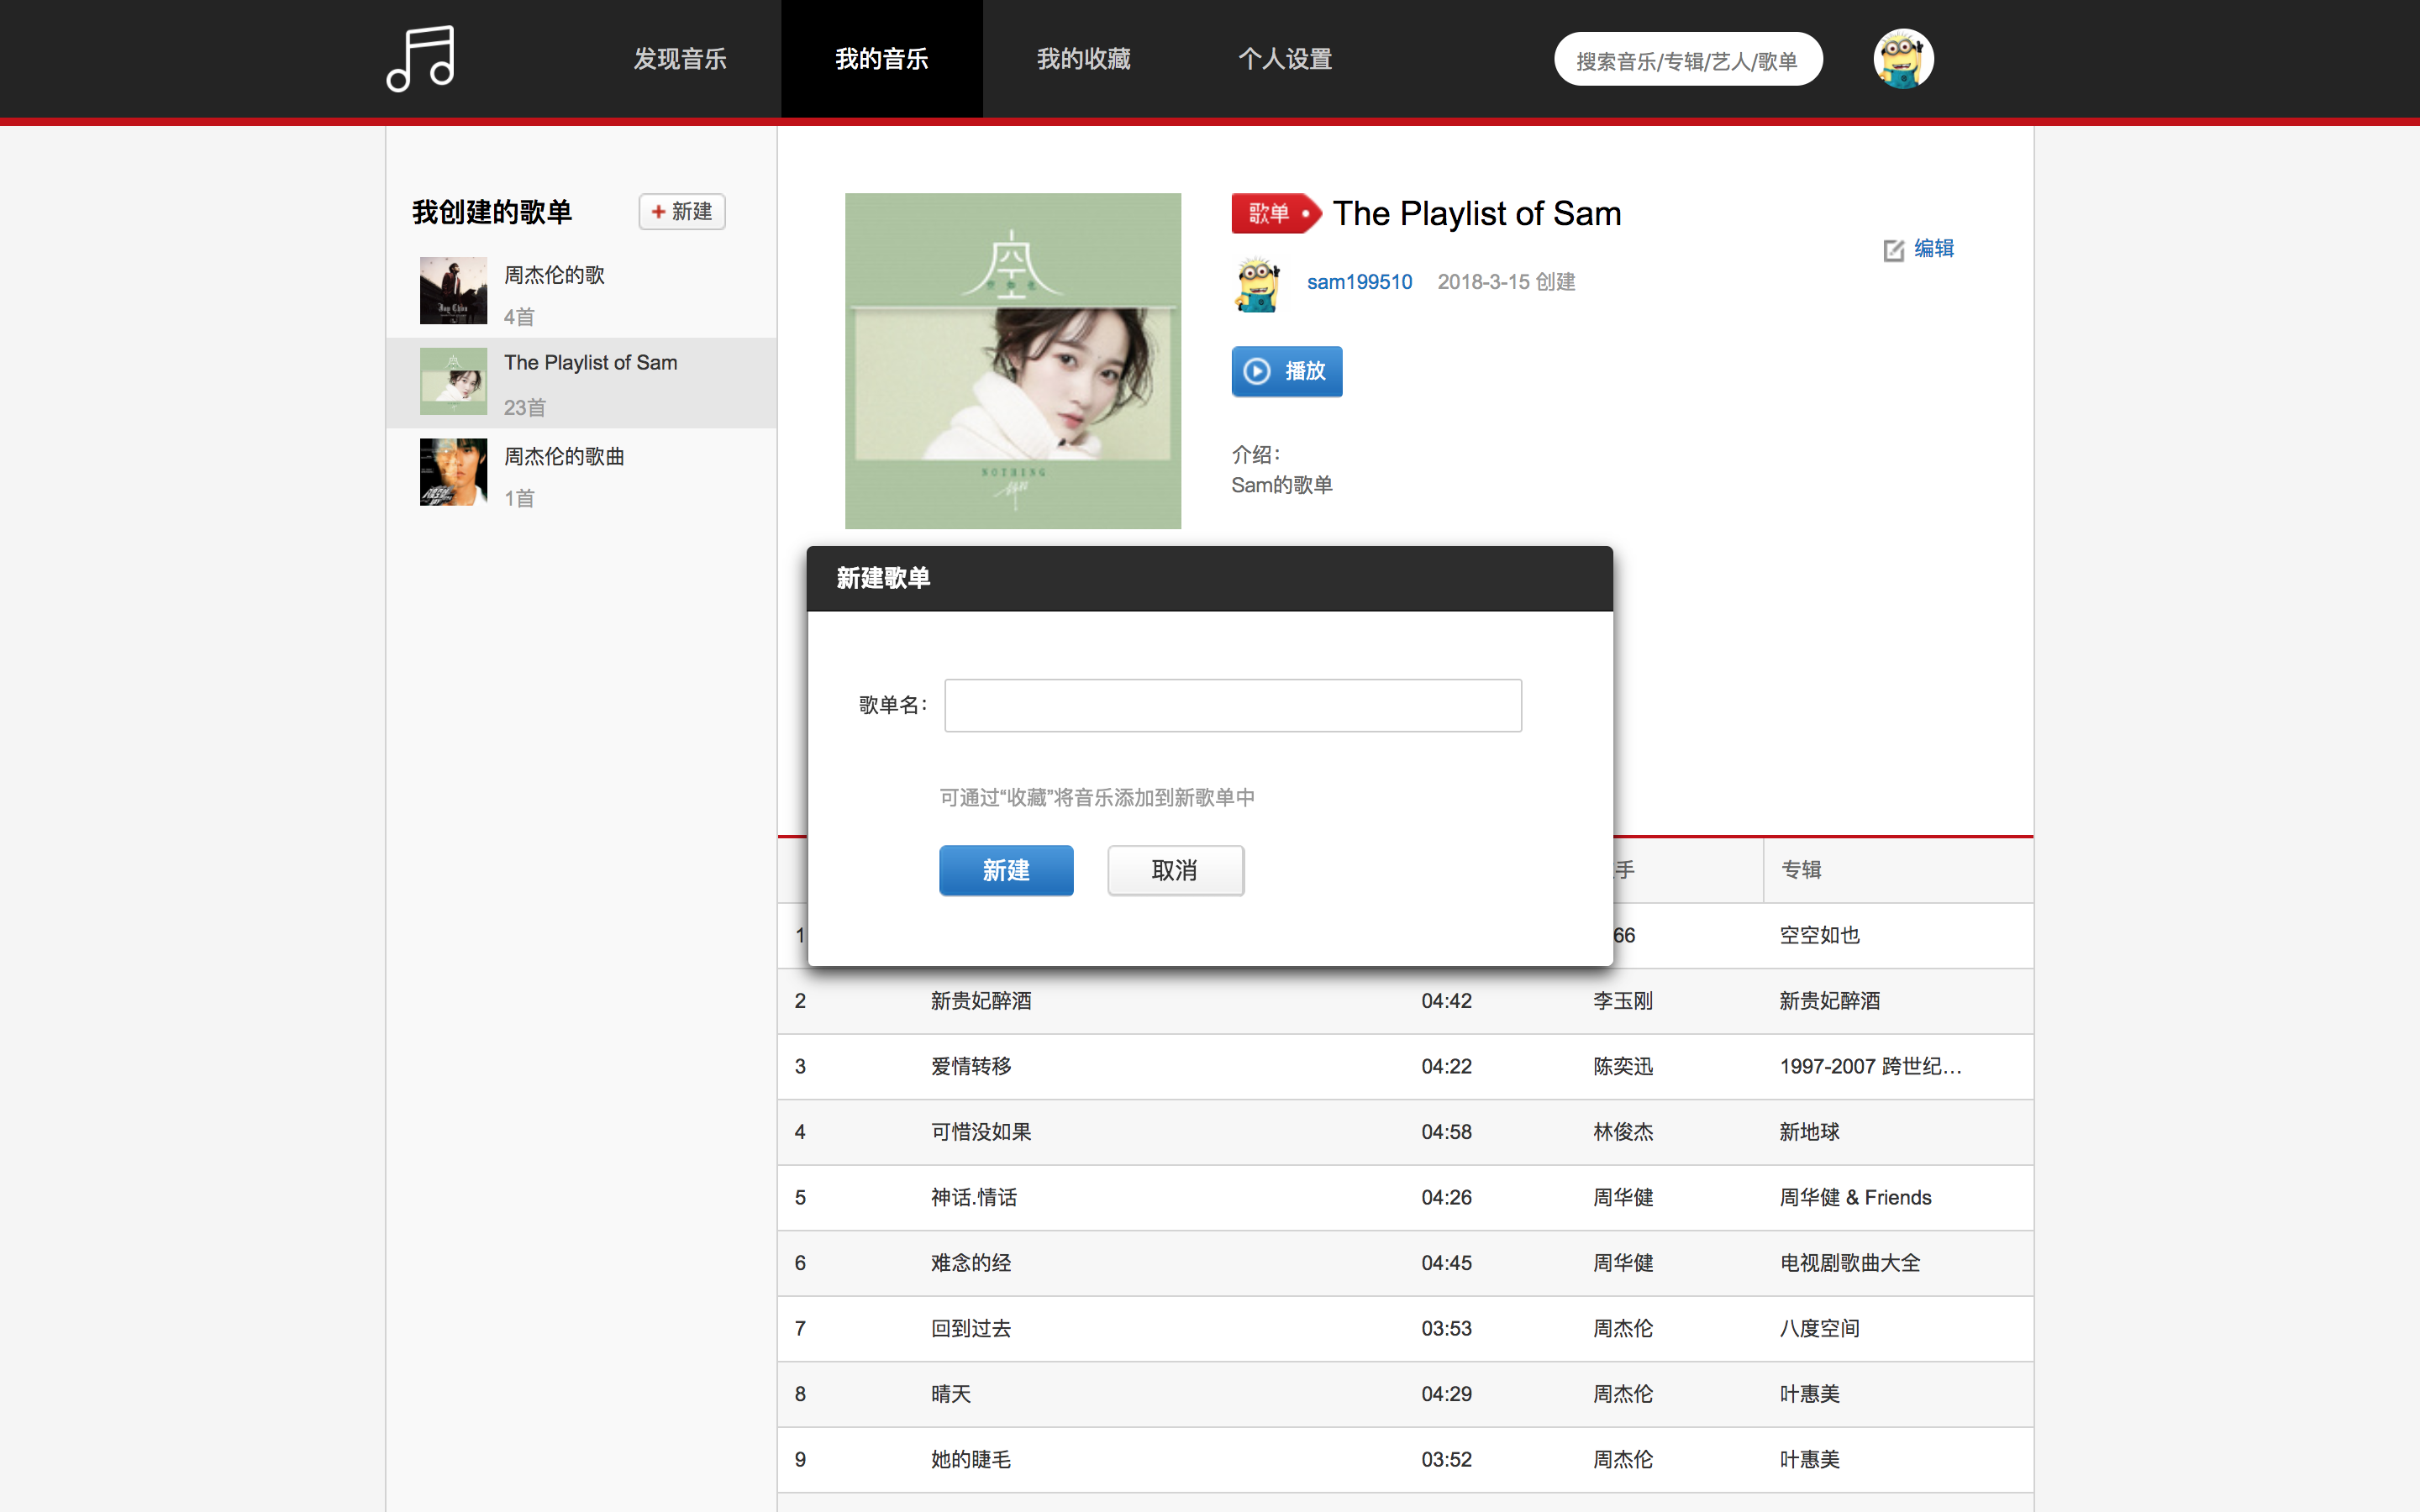 发现音乐
我的音乐
我的收藏
个人设置
搜索音乐/专辑/艺人/歌单
我创建的歌单
+ 新建
周杰伦的歌
4首
The Playlist of Sam
23首
周杰伦的歌曲
1首
空
NOTHING
歌单
The Playlist of Sam
编辑
sam199510 2018-3-15 创建
播放
介绍：
Sam的歌单
新建歌单
歌单名：
可通过“收藏”将音乐添加到新歌单中
新建 取消
手 专辑
1 66 空空如也
2 新贵妃醉酒 04:42 李玉刚 新贵妃醉酒
3 爱情转移 04:22 陈奕迅 1997-2007 跨世纪...
4 可惜没如果 04:58 林俊杰 新地球
5 神话.情话 04:26 周华健 周华健 & Friends
6 难念的经 04:45 周华健 电视剧歌曲大全
7 回到过去 03:53 周杰伦 八度空间
8 晴天 04:29 周杰伦 叶惠美
9 她的睫毛 03:52 周杰伦 叶惠美